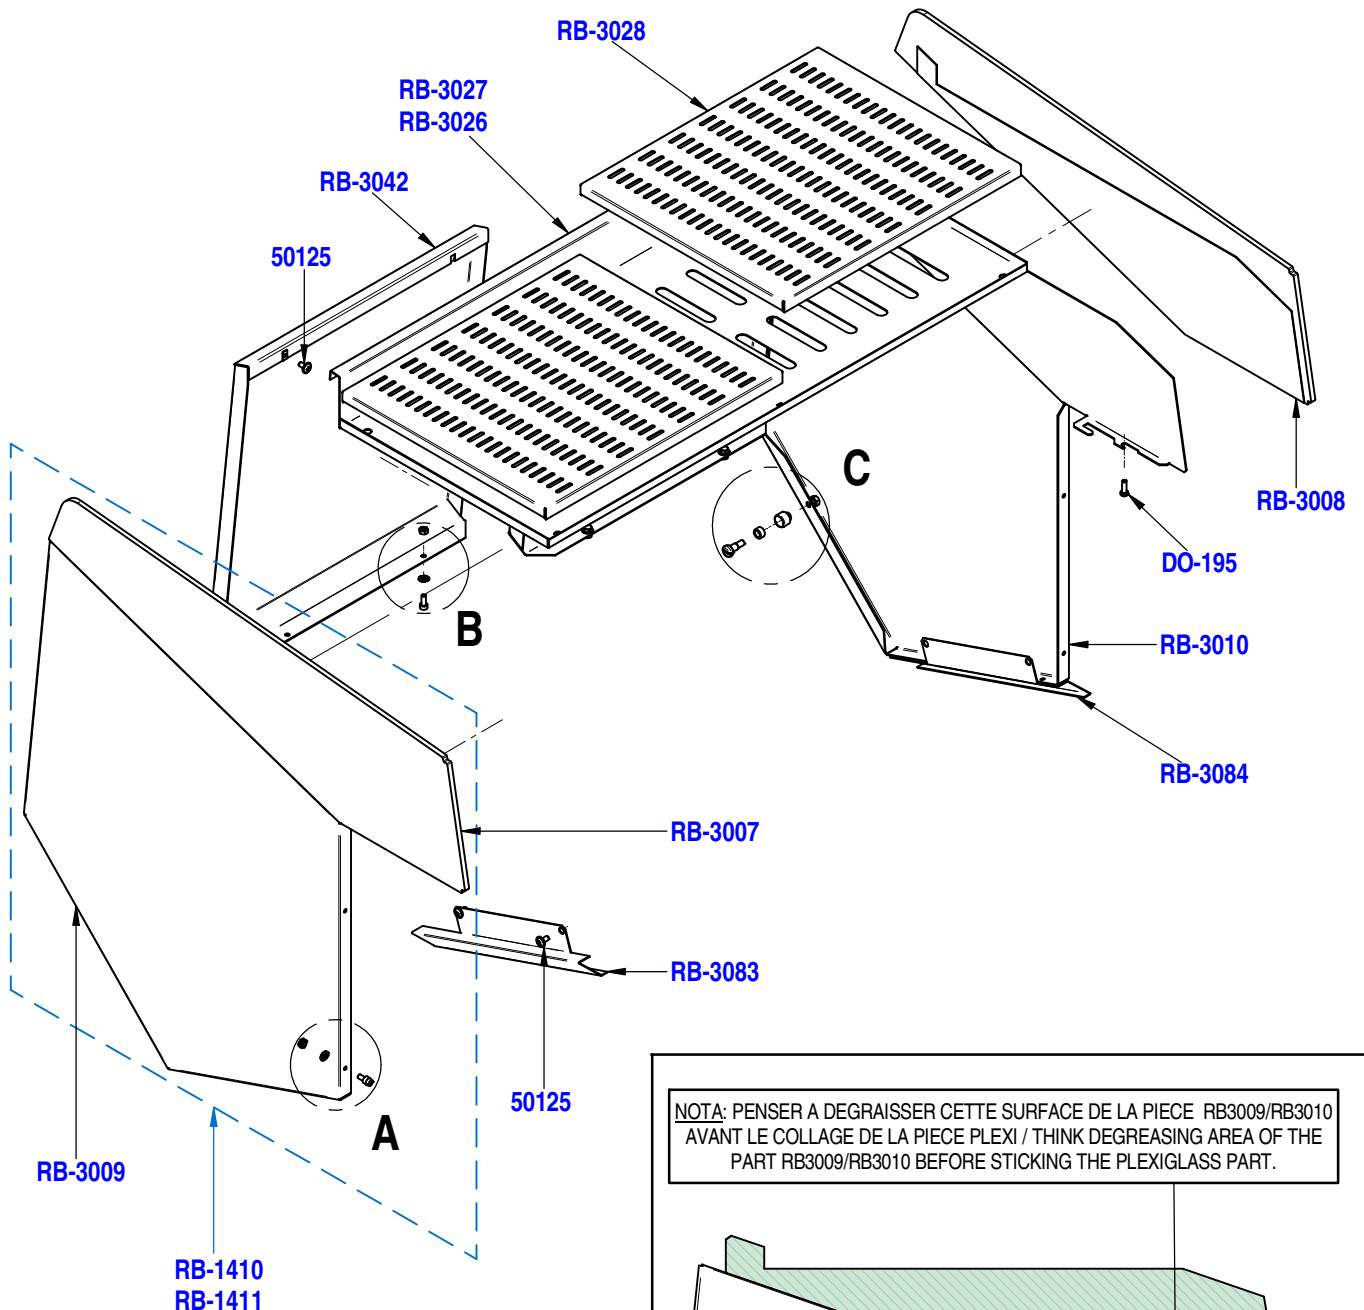 RB-3028
RB-3027
RB-3026
RB-3042
50125
C
RB-3008
DO-195
B
RB-3010
RB-3084
RB-3007
RB-3083
50125
A
RB-3009
NOTA: PENSER A DEGRAISSER CETTE SURFACE DE LA PIECE RB3009/RB3010
AVANT LE COLLAGE DE LA PIECE PLEXI / THINK DEGREASING AREA OF THE
PART RB3009/RB3010 BEFORE STICKING THE PLEXIGLASS PART.
RB-1410
RB-1411